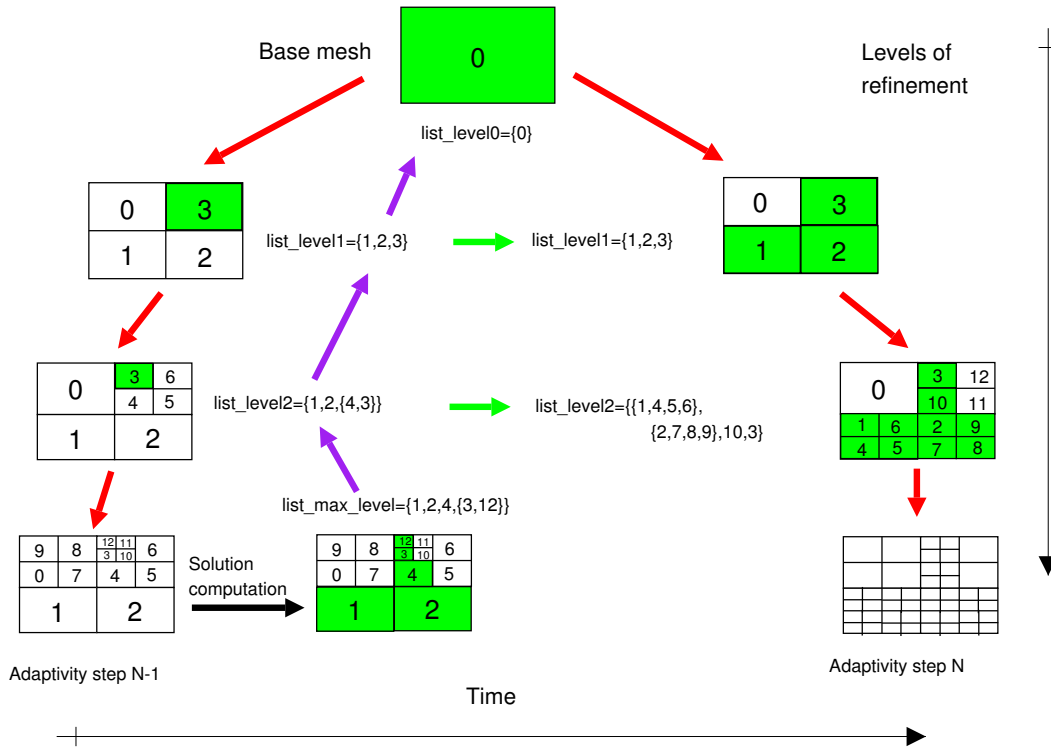 Base mesh
0
Levels of
refinement
list_level0={0}
0 3
1 2
list_level1={1,2,3}
list_level1={1,2,3}
0 3
1 2
0 3 6
4 5
1 2
list_level2={1,2,{4,3}}
list_level2={{1,4,5,6},
{2,7,8,9},10,3}
0 3 12
10 11
1 6 2 9
4 5 7 8
list_max_level={1,2,4,{3,12}}
9 8 12 11 6
3 10
0 7 4 5
1 2
Solution
computation
9 8 12 11 6
3 10
0 7 4 5
1 2
Adaptivity step N-1
Adaptivity step N
Time